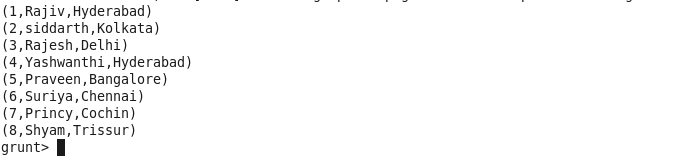 (1,Rajiv,Hyderabad)
(2,siddarth,Kolkata)
(3,Rajesh,Delhi)
(4,Yashwanthi,Hyderabad)
(5,Praveen,Bangalore)
(6,Suriya,Chennai)
(7,Princy,Cochin)
(8,Shyam,Trissur)
grunt>